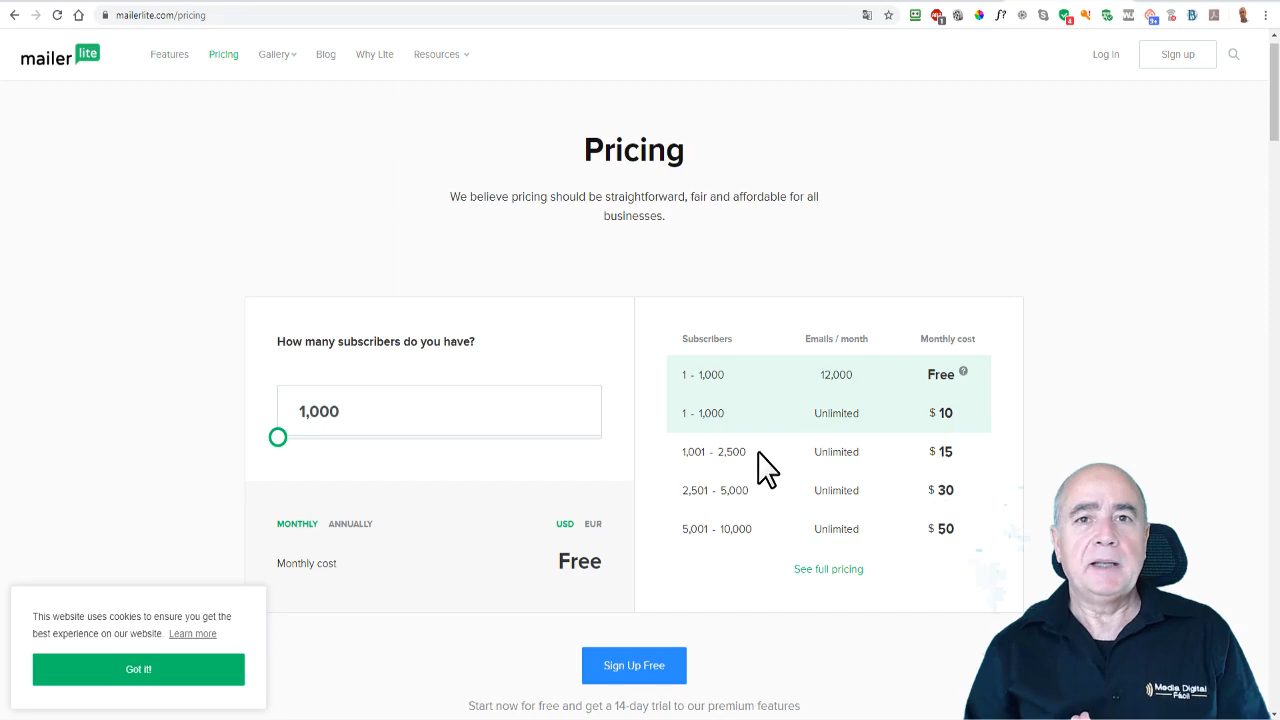 mailerlite.com/pricing
1
f?
4
9+
mailer lite
Features
Pricing
Gallery
Blog
Why Lite
Resources
Log In
Sign up
Pricing
We believe pricing should be straightforward, fair and affordable for all
businesses.
How many subscribers do you have?
1,000
MONTHLY ANNUALLY
USD EUR
Monthly cost
Free
Subscribers Emails / month Monthly cost
1 - 1,000 12,000 Free ?
1 - 1,000 Unlimited $ 10
1,001 - 2,500 Unlimited $ 15
2,501 - 5,000 Unlimited $ 30
5,001 - 10,000 Unlimited $ 50
See full pricing
This website uses cookies to ensure you get the
best experience on our website. Learn more
Got it!
Sign Up Free
Start now for free and get a 14-day trial to our premium features
Media Digital
Fácil